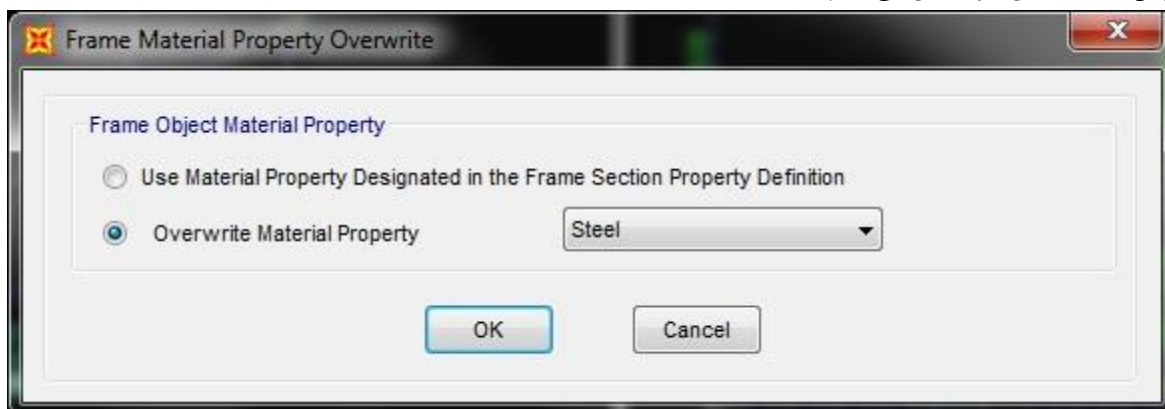 Frame Material Property Overwrite
Frame Object Material Property
Use Material Property Designated in the Frame Section Property Definition
Overwrite Material Property Steel
OK Cancel